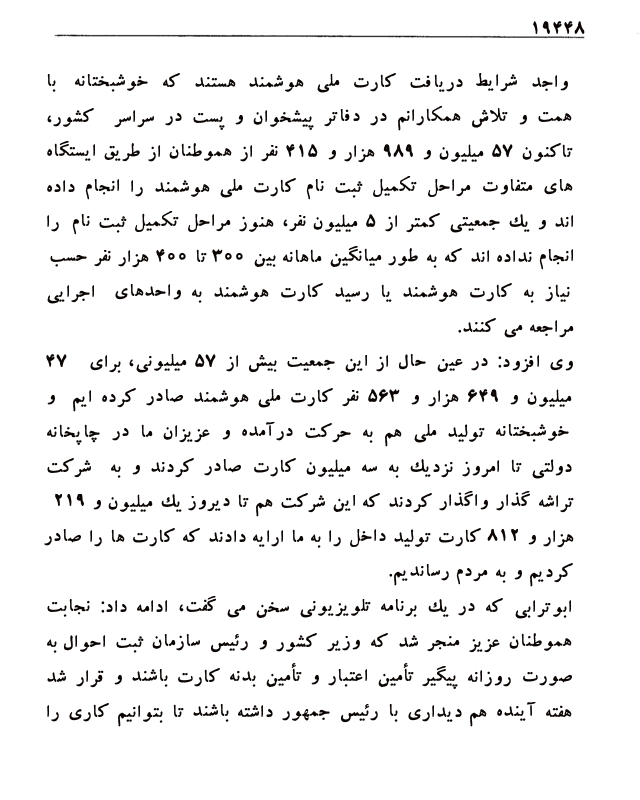 ۱۹۴۴۸
واجد شرایط دریافت کارت ملی هوشمند هستند که خوشبختانه با
همت و تلاش همکارانم در دفاتر پیشخوان و پست در سراسر کشور،
تاکنون ۵۷ میلیون و ۹۸۹ هزار و ۴۱۵ نفر از هموطنان از طریق ایستگاه
های متفاوت مراحل تکمیل ثبت نام کارت ملی هوشمند را انجام داده
اند و یك جمعیتی کمتر از ۵ میلیون نفر، هنوز مراحل تکمیل ثبت نام را
انجام نداده اند که به طور میانگین ماهانه بین ۳۰۰ تا ۴۰۰ هزار نفر حسب
نیاز به کارت هوشمند یا رسید کارت هوشمند به واحدهای اجرایی
مراجعه می کنند.
وی افزود: در عین حال از این جمعیت بیش از ۵۷ میلیونی، برای ۴۷
میلیون و ۶۴۹ هزار و ۵۶۳ نفر کارت ملی هوشمند صادر کرده ایم و
خوشبختانه تولید ملی هم به حرکت درآمده و عزیزان ما در چاپخانه
دولتی تا امروز نزدیك به سه میلیون کارت صادر کردند و به شرکت
تراشه گذار واگذار کردند که این شرکت هم تا دیروز یك میلیون و ۲۱۹
هزار و ۸۱۲ کارت تولید داخل را به ما ارایه دادند که کارت ها را صادر
کردیم و به مردم رساندیم.
ابوترابی که در یك برنامه تلویزیونی سخن می گفت، ادامه داد: نجابت
هموطنان عزیز منجر شد که وزیر کشور و رئیس سازمان ثبت احوال به
صورت روزانه پیگیر تأمین اعتبار و تأمین بدنه کارت باشند و قرار شد
هفته آینده هم دیداری با رئیس جمهور داشته باشند تا بتوانیم کاری را